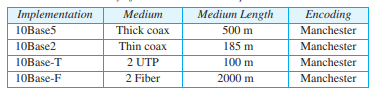 Implementation Medium Medium Length Encoding
10Base5 Thick coax 500 m Manchester
10Base2 Thin coax 185 m Manchester
10Base-T 2 UTP 100 m Manchester
10Base-F 2 Fiber 2000 m Manchester